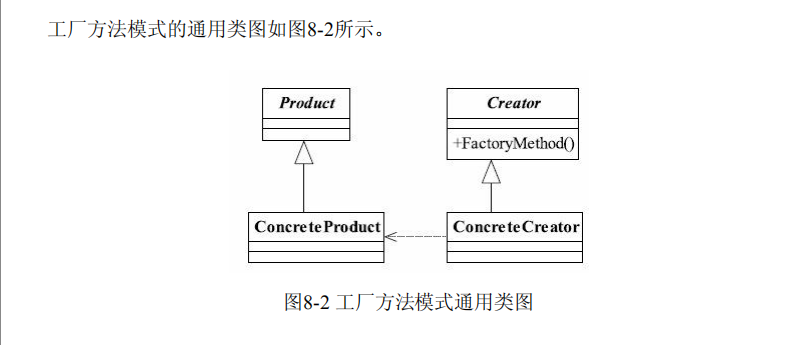 工厂方法模式的通用类图如图8-2所示。
Product
Creator
+FactoryMethod()
ConcreteProduct
ConcreteCreator
图8-2 工厂方法模式通用类图